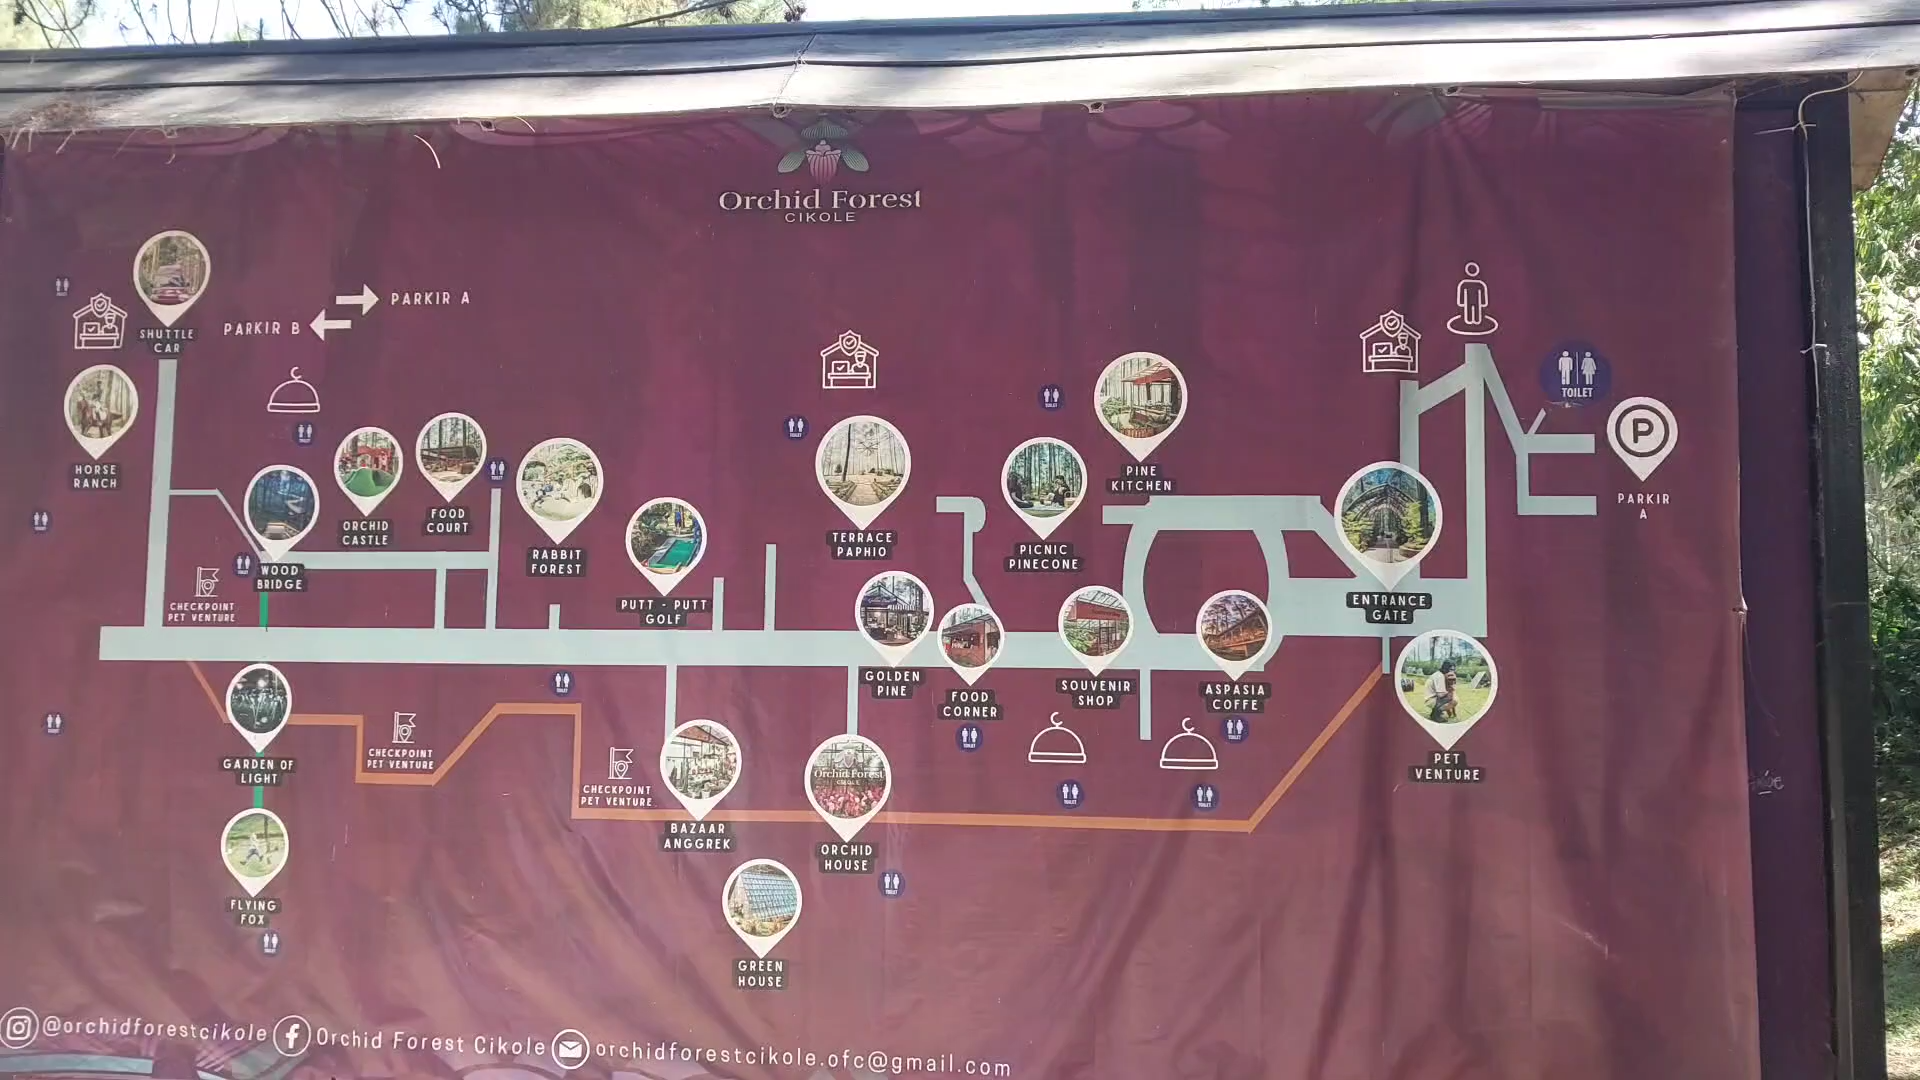 Orchid Forest
CIKOLE
SHUTTLE
CAR
PARKIR B
PARKIR A
HORSE
RANCH
TOILET
PARKIR
A
ORCHID
CASTLE
FOOD
COURT
RABBIT
FOREST
PUTT - PUTT
GOLF
TERRACE
PAPHIO
PICNIC
PINECONE
PINE
KITCHEN
ENTRANCE
GATE
WOOD
BRIDGE
CHECKPOINT
PET VENTURE
GOLDEN
PINE
FOOD
CORNER
SOUVENIR
SHOP
ASPASIA
COFFE
PET
VENTURE
GARDEN OF
LIGHT
CHECKPOINT
PET VENTURE
CHECKPOINT
PET VENTURE
BAZAAR
ANGGREK
Orchid Forest
ORCHID
HOUSE
FLYING
FOX
GREEN
HOUSE
@orchidforestcikole
Orchid Forest Cikole
orchidforestcikole.ofc@gmail.com